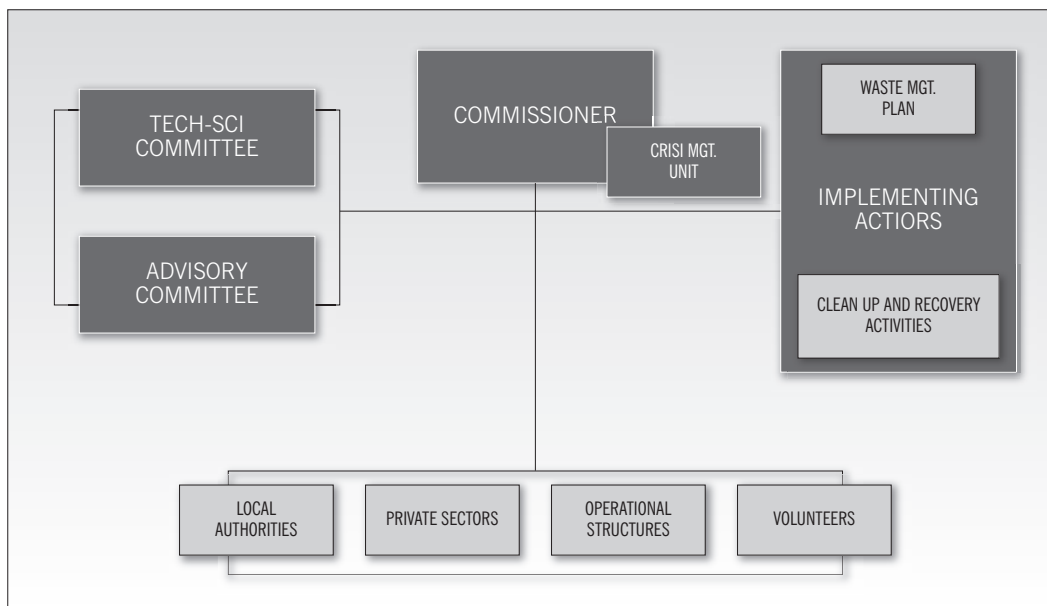 TECH-SCI
COMMITTEE
ADVISORY
COMMITTEE
COMMISSIONER
CRISI MGT.
UNIT
WASTE MGT.
PLAN
IMPLEMENTING
ACTIORS
CLEAN UP AND RECOVERY
ACTIVITIES
LOCAL
AUTHORITIES
PRIVATE SECTORS
OPERATIONAL
STRUCTURES
VOLUNTEERS